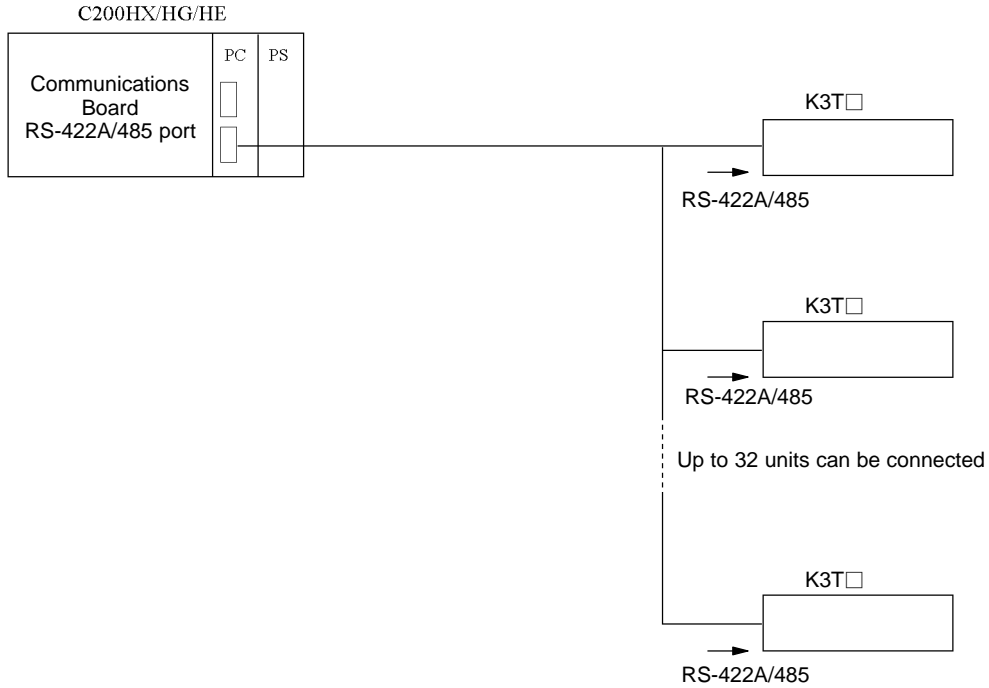 C200HX/HG/HE
PC
PS
Communications
Board
RS-422A/485 port
K3T□
RS-422A/485
K3T□
RS-422A/485
Up to 32 units can be connected
K3T□
RS-422A/485